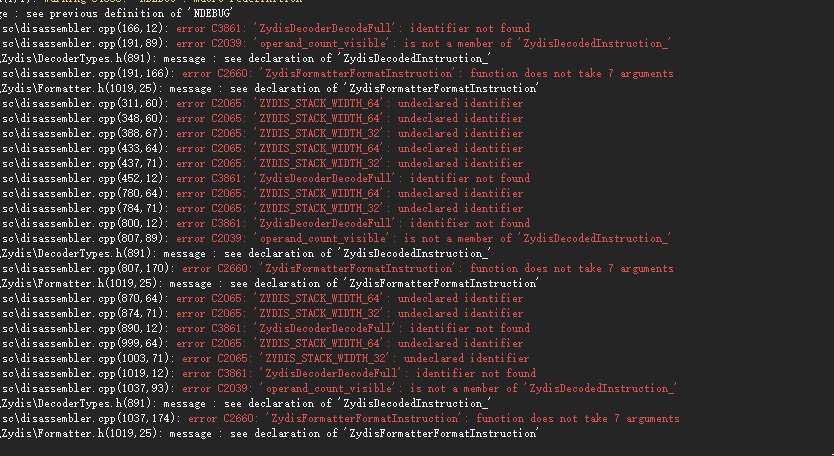 ge : see previous definition of 'NDEBUG'
sc\disassembler.cpp(166,12): error C3861: 'ZydisDecoderDecodeFull': identifier not found
sc\disassembler.cpp(191,89): error C2039: 'operand_count_visible': is not a member of 'ZydisDecodedInstruction_'
Zydis\DecoderTypes.h(891): message : see declaration of 'ZydisDecodedInstruction_'
sc\disassembler.cpp(191,166): error C2660: 'ZydisFormatterFormatInstruction': function does not take 7 arguments
Zydis\Formatter.h(1019,25): message : see declaration of 'ZydisFormatterFormatInstruction'
sc\disassembler.cpp(311,60): error C2065: 'ZYDIS_STACK_WIDTH_64': undeclared identifier
sc\disassembler.cpp(348,60): error C2065: 'ZYDIS_STACK_WIDTH_64': undeclared identifier
sc\disassembler.cpp(388,67): error C2065: 'ZYDIS_STACK_WIDTH_32': undeclared identifier
sc\disassembler.cpp(433,64): error C2065: 'ZYDIS_STACK_WIDTH_64': undeclared identifier
sc\disassembler.cpp(437,71): error C2065: 'ZYDIS_STACK_WIDTH_32': undeclared identifier
sc\disassembler.cpp(452,12): error C3861: 'ZydisDecoderDecodeFull': identifier not found
sc\disassembler.cpp(780,64): error C2065: 'ZYDIS_STACK_WIDTH_64': undeclared identifier
sc\disassembler.cpp(784,71): error C2065: 'ZYDIS_STACK_WIDTH_32': undeclared identifier
sc\disassembler.cpp(800,12): error C3861: 'ZydisDecoderDecodeFull': identifier not found
sc\disassembler.cpp(807,89): error C2039: 'operand_count_visible': is not a member of 'ZydisDecodedInstruction_'
Zydis\DecoderTypes.h(891): message : see declaration of 'ZydisDecodedInstruction_'
sc\disassembler.cpp(807,170): error C2660: 'ZydisFormatterFormatInstruction': function does not take 7 arguments
Zydis\Formatter.h(1019,25): message : see declaration of 'ZydisFormatterFormatInstruction'
sc\disassembler.cpp(870,64): error C2065: 'ZYDIS_STACK_WIDTH_64': undeclared identifier
sc\disassembler.cpp(874,71): error C2065: 'ZYDIS_STACK_WIDTH_32': undeclared identifier
sc\disassembler.cpp(890,12): error C3861: 'ZydisDecoderDecodeFull': identifier not found
sc\disassembler.cpp(999,64): error C2065: 'ZYDIS_STACK_WIDTH_64': undeclared identifier
sc\disassembler.cpp(1003,71): error C2065: 'ZYDIS_STACK_WIDTH_32': undeclared identifier
sc\disassembler.cpp(1019,12): error C3861: 'ZydisDecoderDecodeFull': identifier not found
sc\disassembler.cpp(1037,93): error C2039: 'operand_count_visible': is not a member of 'ZydisDecodedInstruction_'
Zydis\DecoderTypes.h(891): message : see declaration of 'ZydisDecodedInstruction_'
sc\disassembler.cpp(1037,174): error C2660: 'ZydisFormatterFormatInstruction': function does not take 7 arguments
Zydis\Formatter.h(1019,25): message : see declaration of 'ZydisFormatterFormatInstruction'